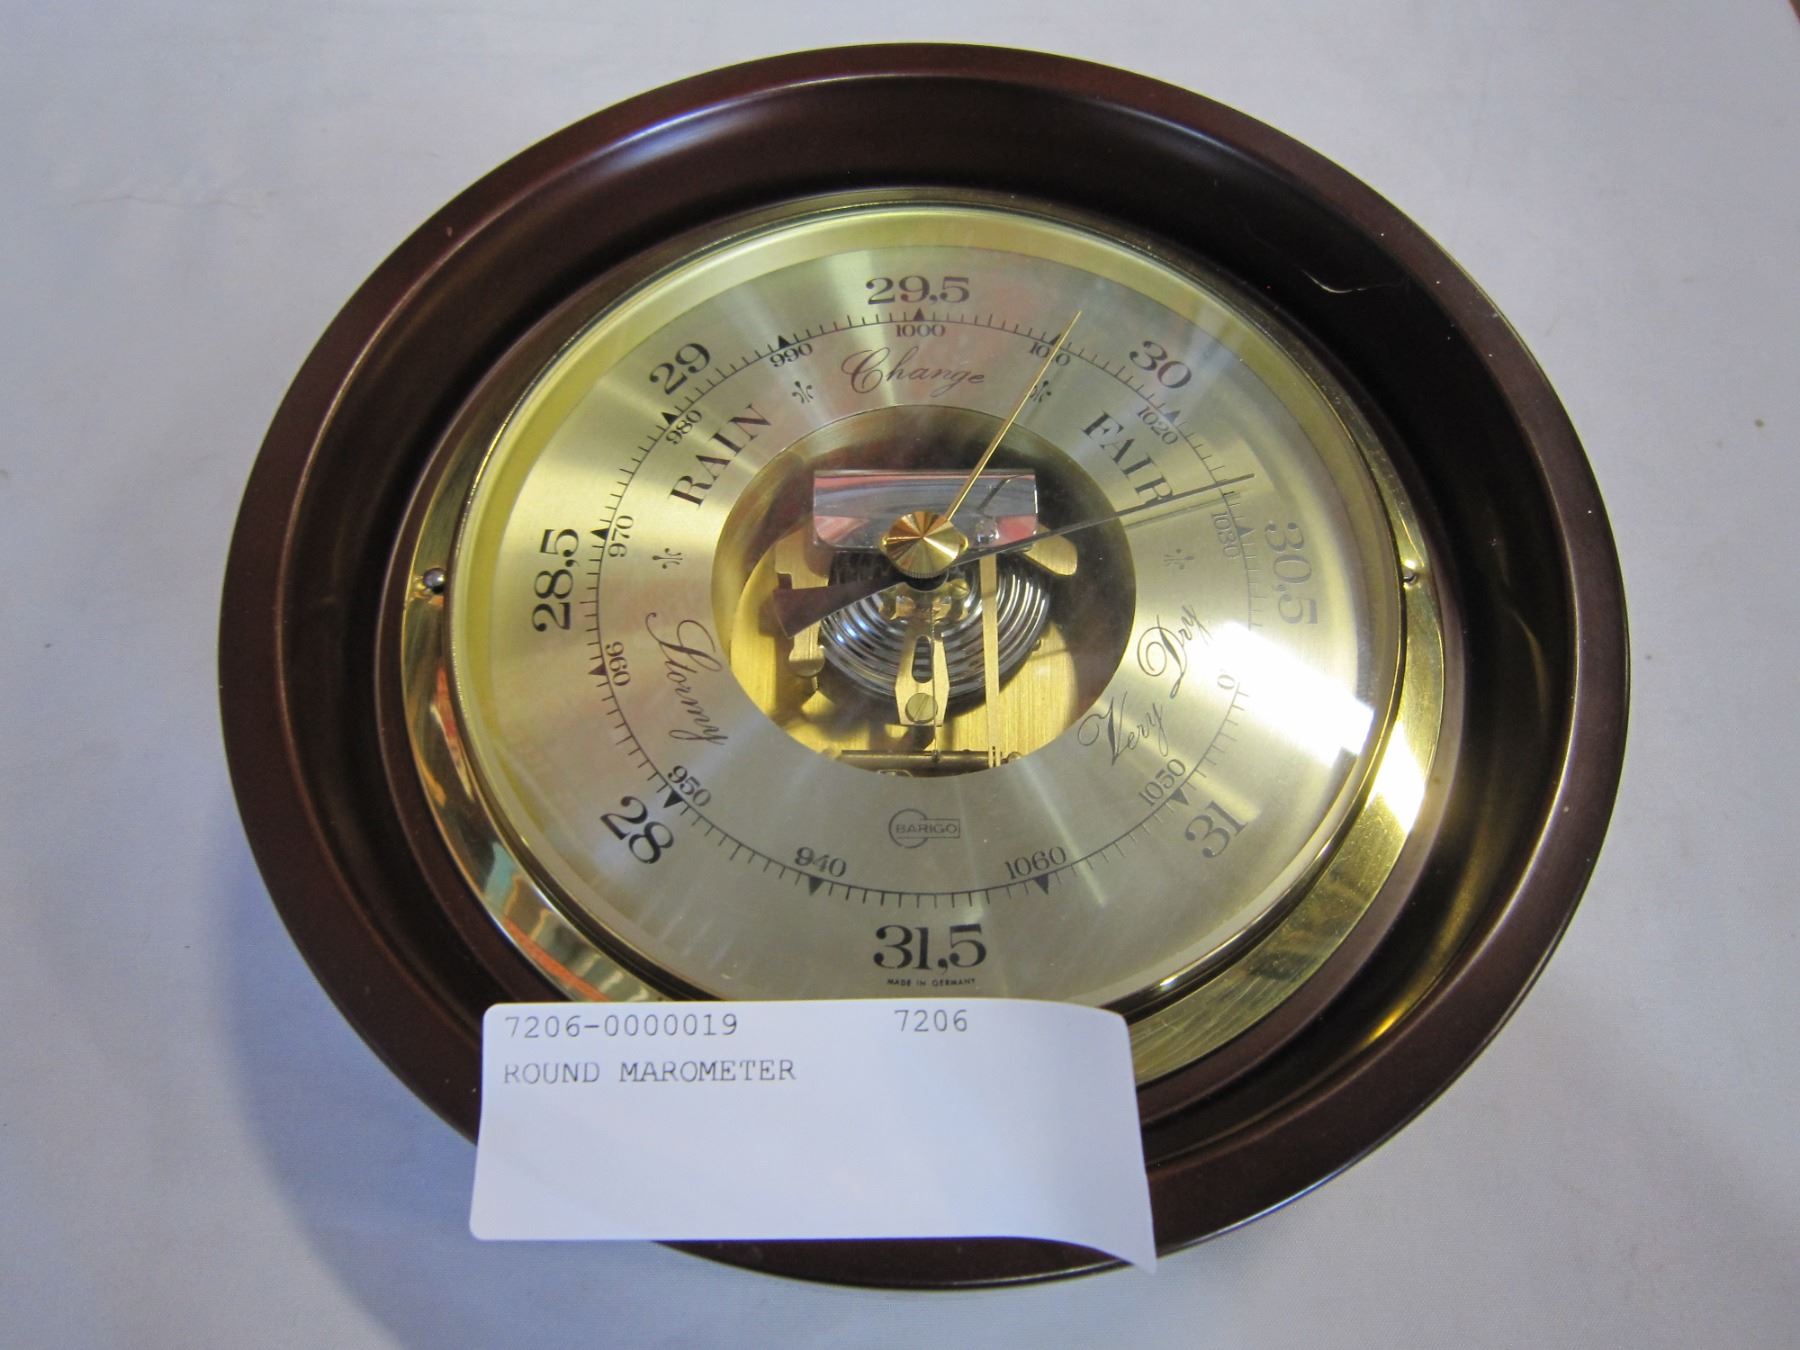 29,5
1000
Change
29
990
980
RAIN
1010
30
1020
FAIR
28,5
970
960
Stormy
1030
30,5
Very Dry
0
28
950
940
31
1050
1060
BARIGO
31,5
MADE IN GERMANY
7206-0000019 7206
ROUND MAROMETER